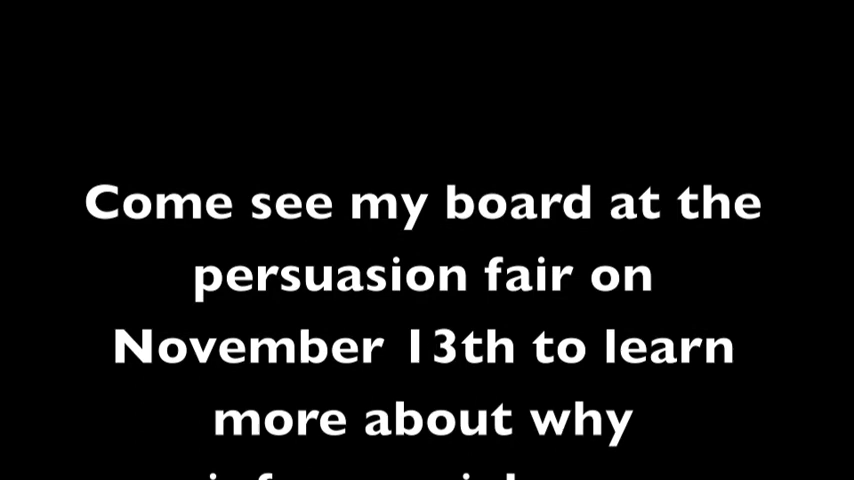 Come see my board at the
persuasion fair on
November 13th to learn
more about why